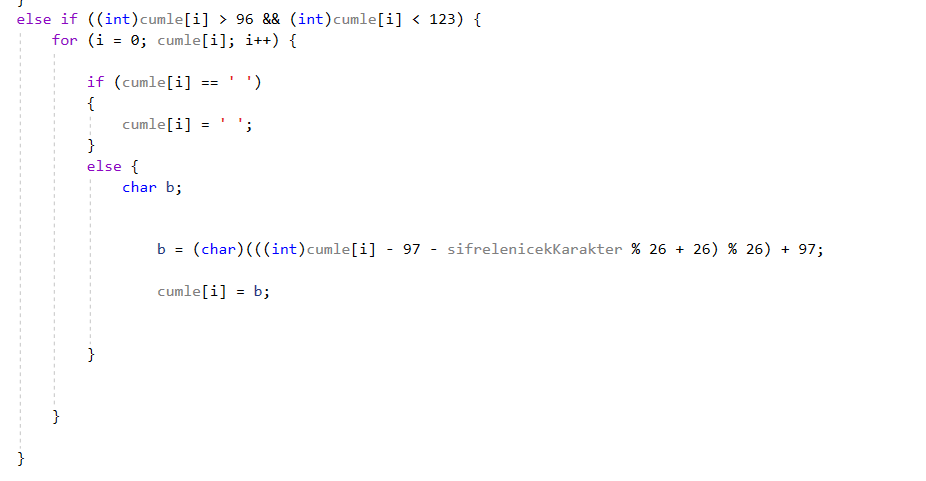 }
else if ((int)cumle[i] > 96 && (int)cumle[i] < 123) {
for (i = 0; cumle[i]; i++) {
if (cumle[i] == ' ')
{
cumle[i] = ' ';
}
else {
char b;
b = (char)(((int)cumle[i] - 97 - sifrelenicekKarakter % 26 + 26) % 26) + 97;
cumle[i] = b;
}
}
}